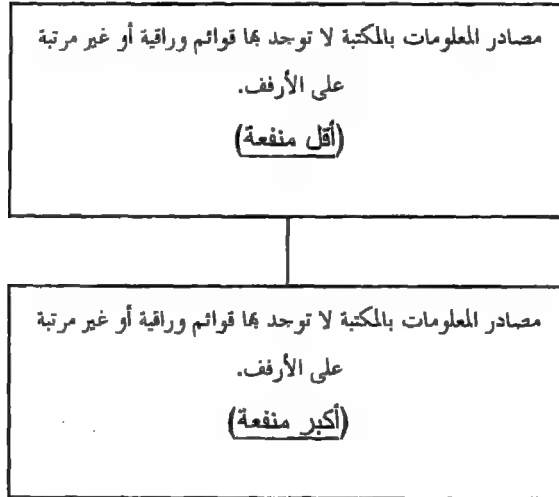 مصادر المعلومات بالمكتبة لا توجد بها قوائم وراقية أو غير مرتبة
على الأرفف.
(أقل منفعة)
مصادر المعلومات بالمكتبة لا توجد بها قوائم وراقية أو غير مرتبة
على الأرفف.
(أكبر منفعة)